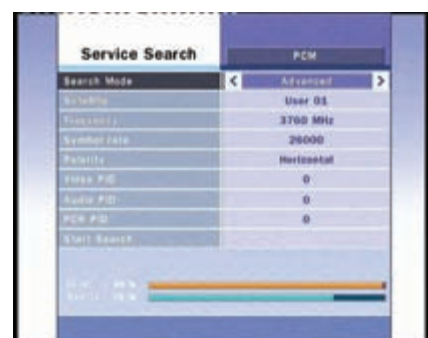 Service Search
PCM
Search Mode < Advanced >
Satellite User 01
Frequency 3760 MHz
Symbol rate 26000
Polarity Horizontal
Video PID 0
Audio PID 0
PCR PID 0
Start Search